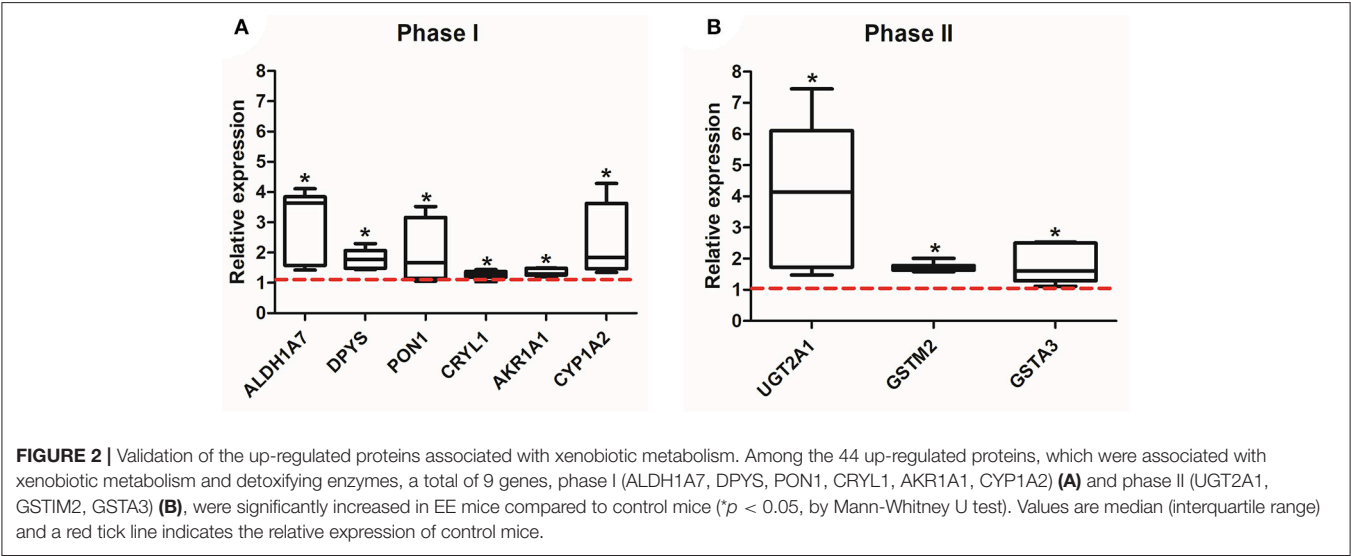 A
Phase I
Relative expression
8
7
6
5
4
3
2
1
0
* * * * * *
ALDH1A7 DPYS PON1 CRYL1 AKR1A1 CYP1A2
B
Phase II
Relative expression
8
7
6
5
4
3
2
1
0
* * *
UGT2A1 GSTM2 GSTA3
FIGURE 2 | Validation of the up-regulated proteins associated with xenobiotic metabolism. Among the 44 up-regulated proteins, which were associated with
xenobiotic metabolism and detoxifying enzymes, a total of 9 genes, phase I (ALDH1A7, DPYS, PON1, CRYL1, AKR1A1, CYP1A2) (A) and phase II (UGT2A1,
GSTIM2, GSTA3) (B), were significantly increased in EE mice compared to control mice (*p < 0.05, by Mann-Whitney U test). Values are median (interquartile range)
and a red tick line indicates the relative expression of control mice.